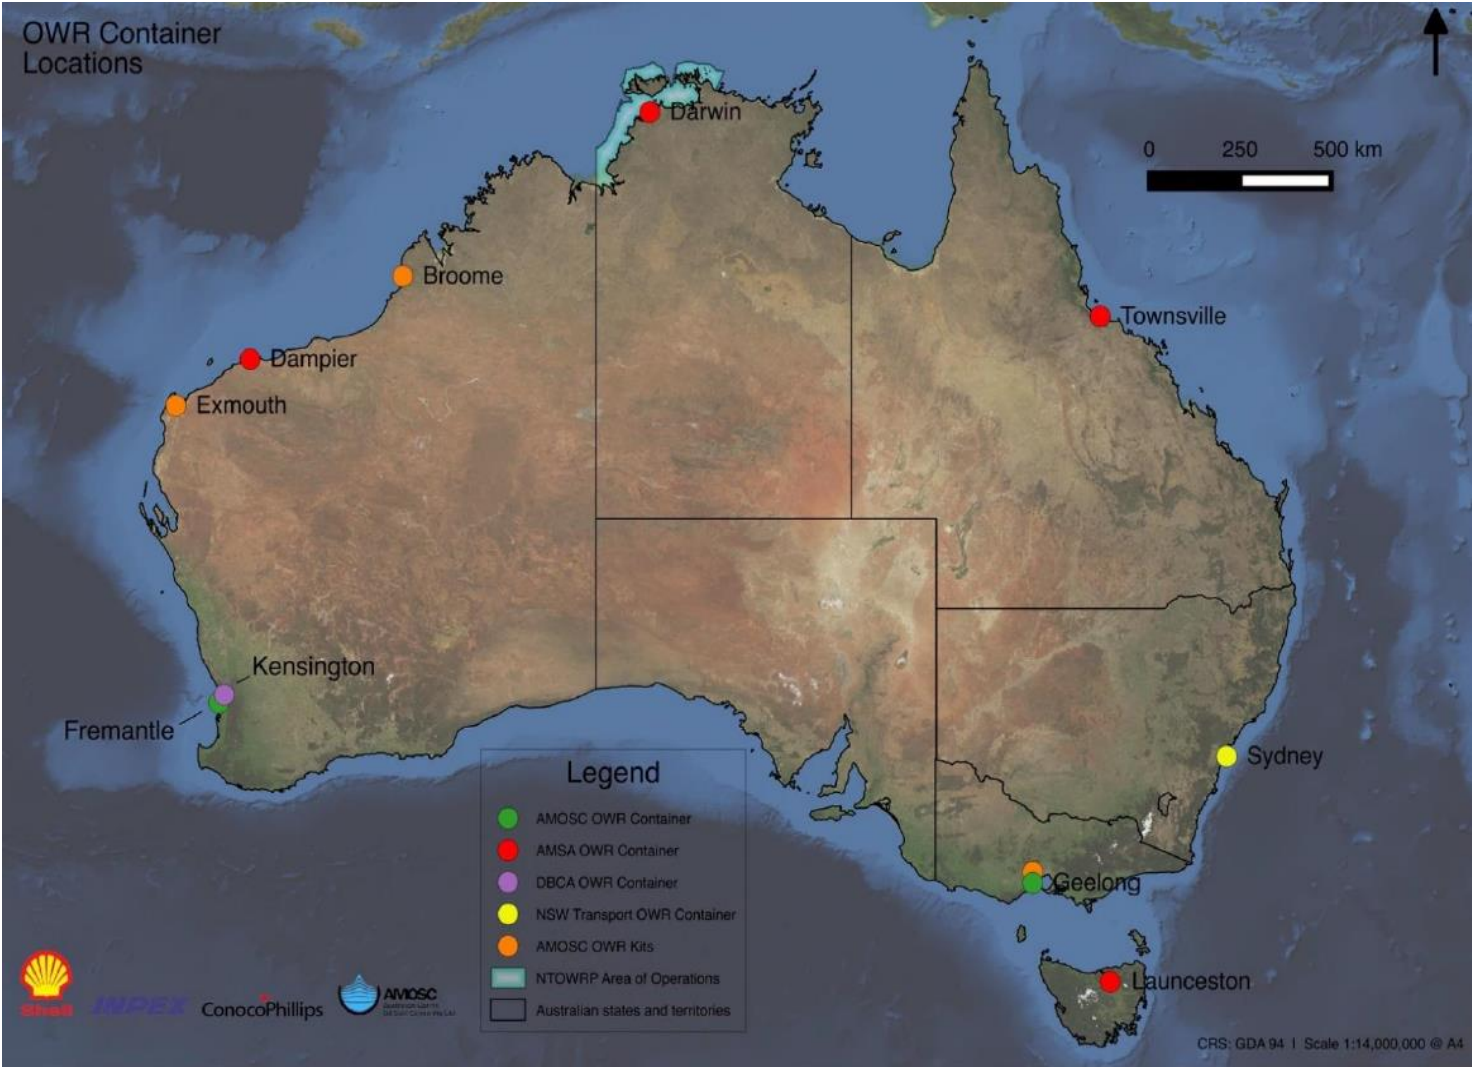 OWR Container
Locations
Darwin
0 250 500 km
Broome
Townsville
Dampier
Exmouth
Kensington
Fremantle
Sydney
Legend
AMOSC OWR Container
AMSA OWR Container
DBCA OWR Container
NSW Transport OWR Container
AMOSC OWR Kits
NTOWRP Area of Operations
Australian states and territories
Geelong
Launceston
Shell
INPEX
ConocoPhillips
AMOSC
CRS: GDA 94 | Scale 1:14,000,000 @ A4